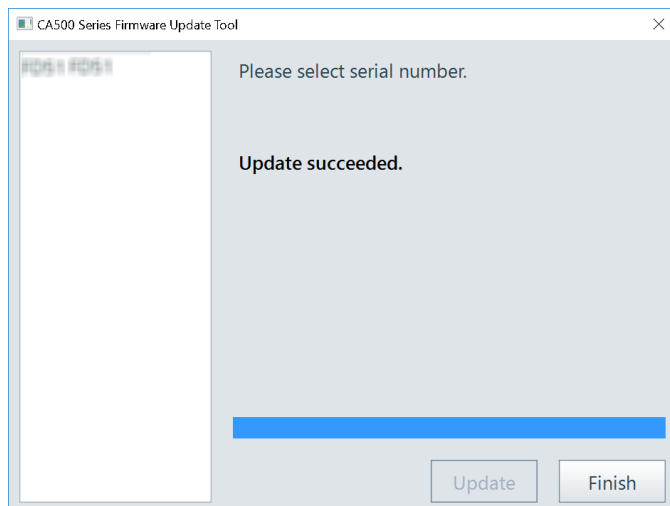 CA500 Series Firmware Update Tool
Please select serial number.
Update succeeded.
Update
Finish